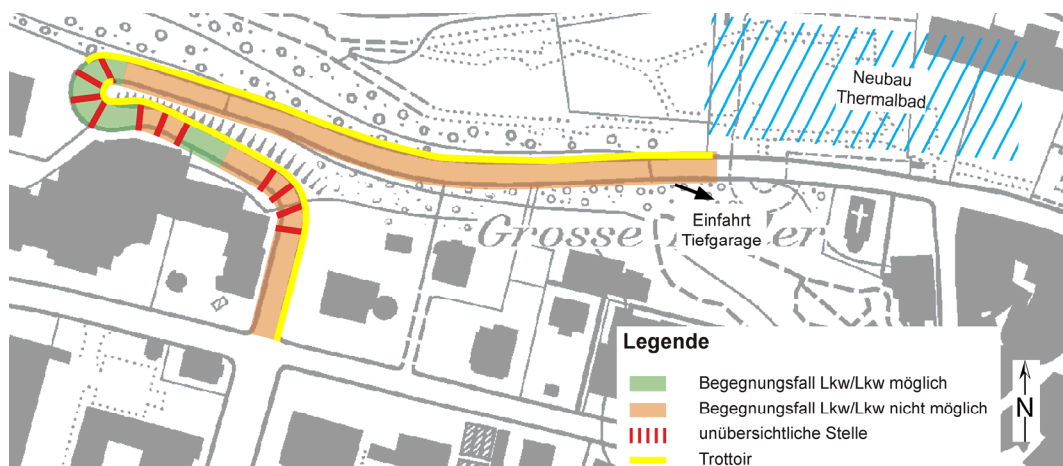 Neubau
Thermalbad
Einfahrt
Tiefgarage
Grosse
er
Legende
Begegnungsfall Lkw/Lkw möglich
Begegnungsfall Lkw/Lkw nicht möglich
unübersichtliche Stelle
Trottoir
N